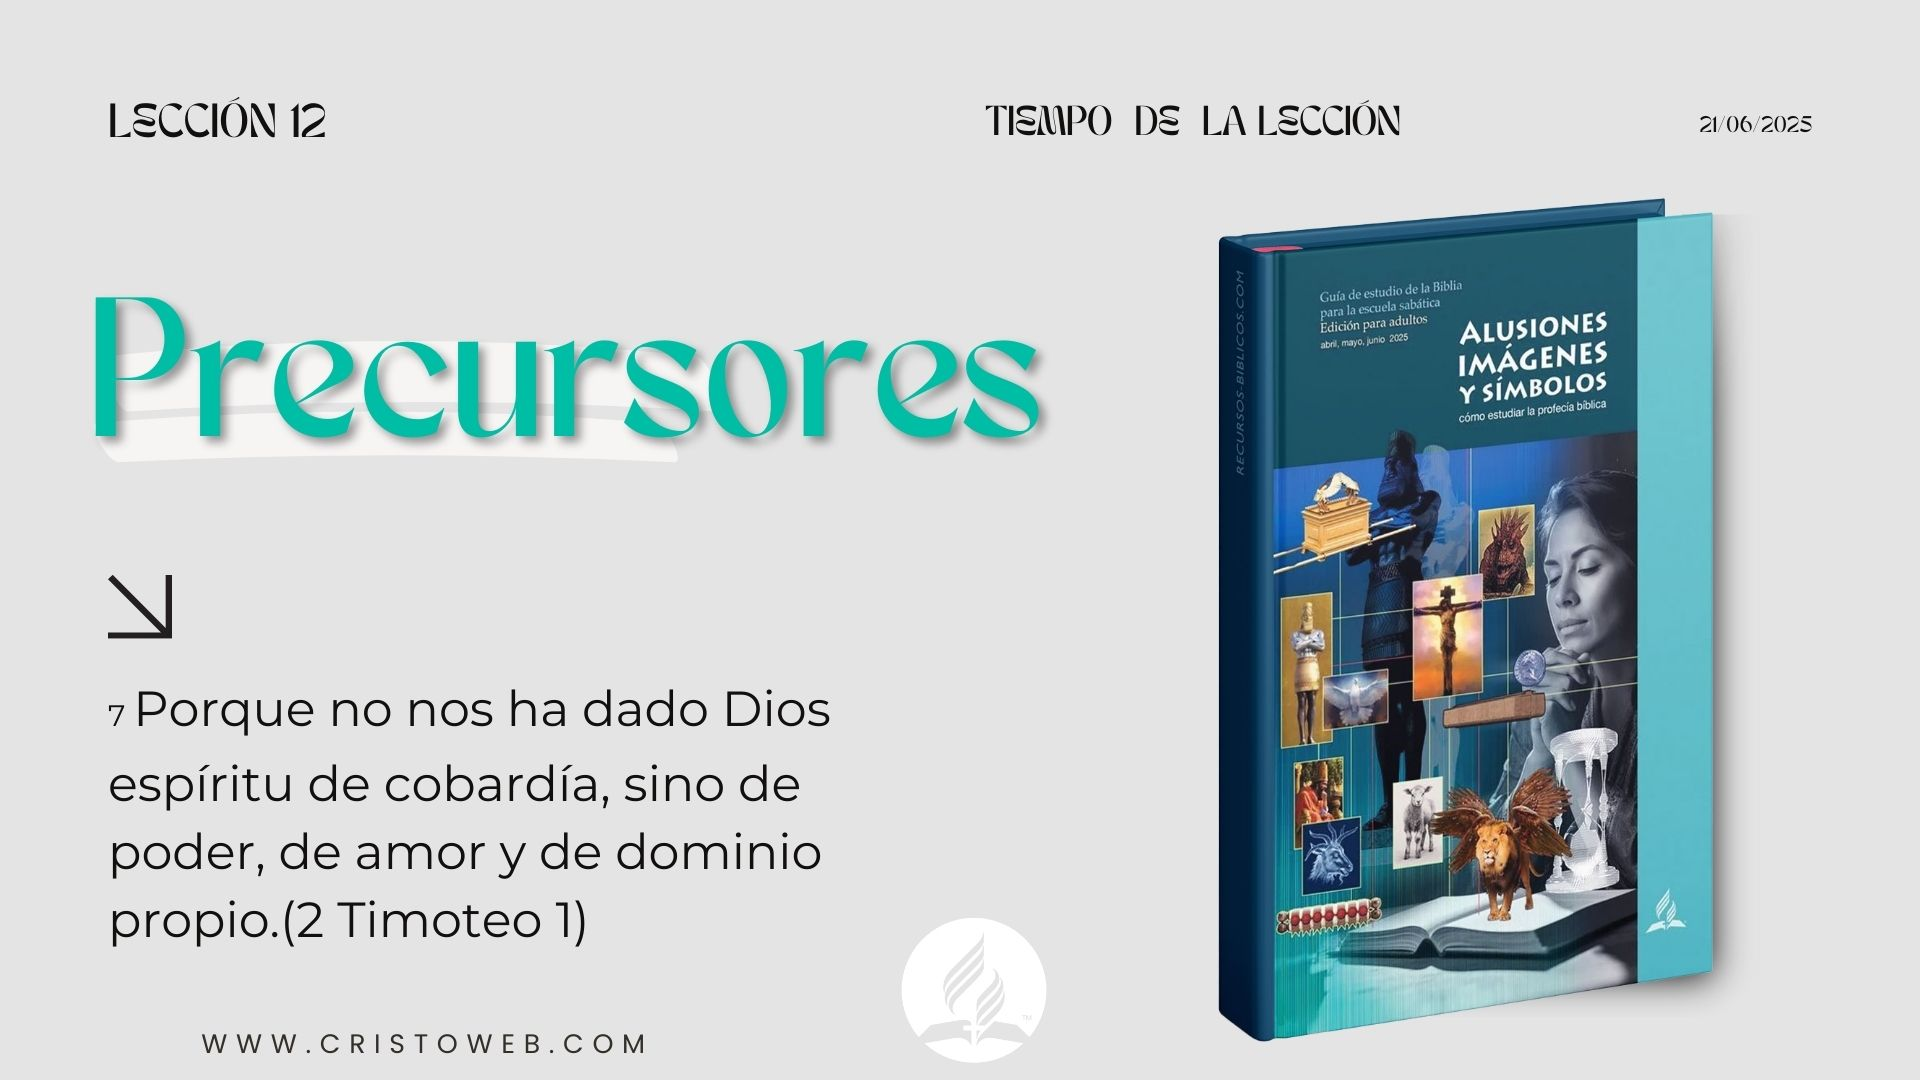 LECCIÓN 12
TIEMPO DE LA LECCIÓN
21/06/2025
Precursores
7 Porque no nos ha dado Dios
espíritu de cobardía, sino de
poder, de amor y de dominio
propio.(2 Timoteo 1)
WWW.CRISTOWEB.COM
TM
RECURSOS-BIBLICOS.COM
Guía de estudio de la Biblia
para la escuela sabática
Edición para adultos
abril, mayo, junio 2025
ALUSIONES
IMÁGENES
Y SÍMBOLOS
cómo estudiar la profecía bíblica